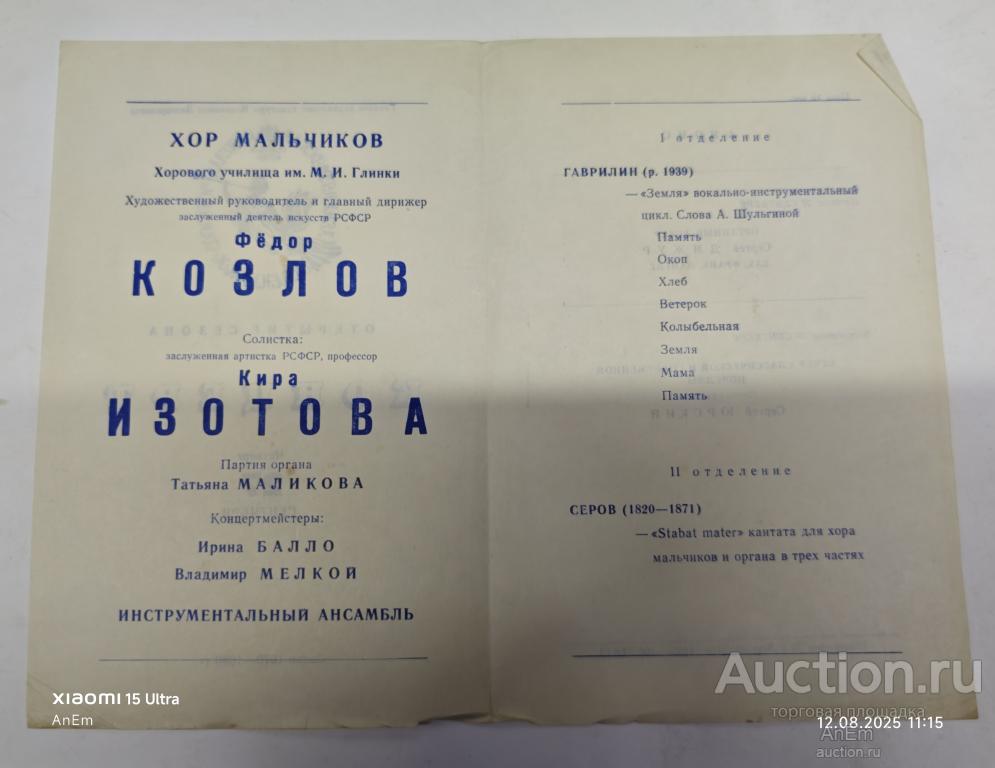 ХОР МАЛЬЧИКОВ
Хорового училища им. М. И. Глинки
Художественный руководитель и главный дирижер
заслуженный деятель искусств РСФСР
Фёдор
КОЗЛОВ
Солистка:
заслуженная артистка РСФСР, профессор
Кира
ИЗОТОВА
Партия органа
Татьяна МАЛИКОВА
Концертмейстеры:
Ирина БАЛЛО
Владимир МЕЛКОЙ
ИНСТРУМЕНТАЛЬНЫЙ АНСАМБЛЬ
I отделение
ГАВРИЛИН (р. 1939)
— «Земля» вокально-инструментальный
цикл. Слова А. Шульгиной
Память
Окоп
Хлеб
Ветерок
Колыбельная
Земля
Мама
Память
II отделение
СЕРОВ (1820—1871)
— «Stabat mater» кантата для хора
мальчиков и органа в трех частях
xiaomi 15 Ultra
AnEm
Auction.ru
торговая площадка
12.08.2025 11:15
AnEm
auction.ru